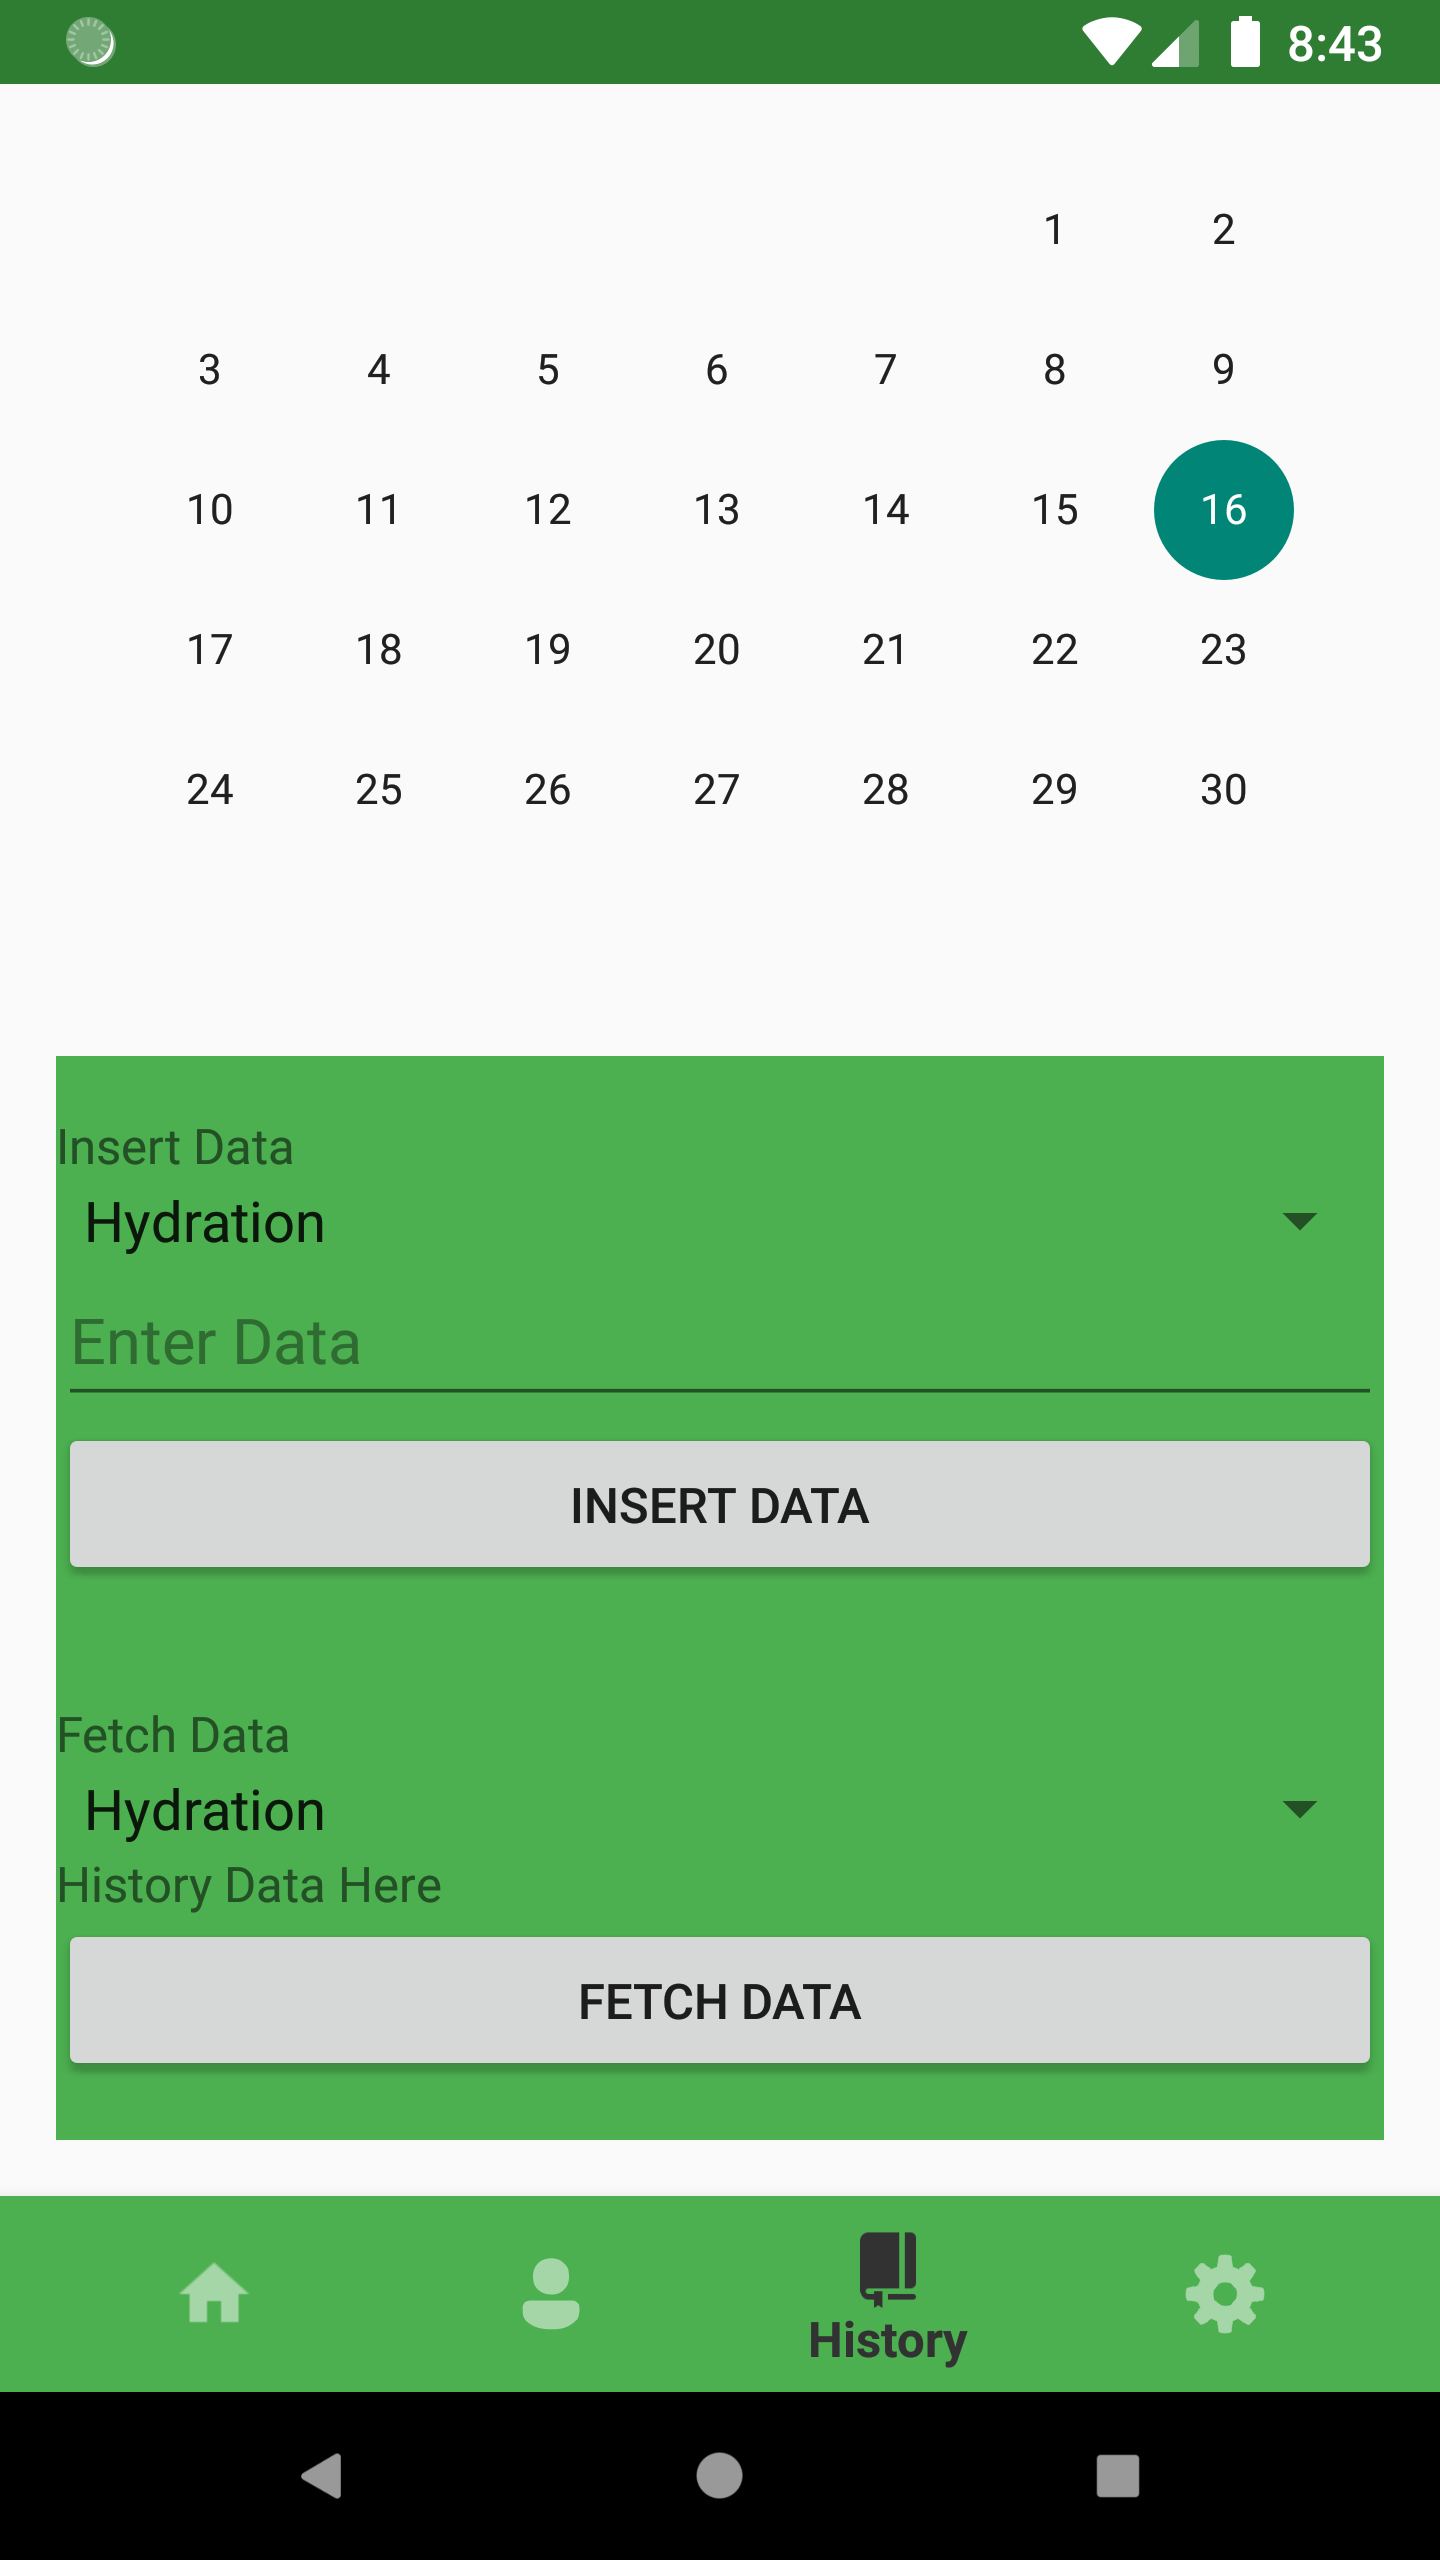 8:43
1 2
3 4 5 6 7 8 9
10 11 12 13 14 15 16
17 18 19 20 21 22 23
24 25 26 27 28 29 30
Insert Data
Hydration
Enter Data
INSERT DATA
Fetch Data
Hydration
History Data Here
FETCH DATA
History